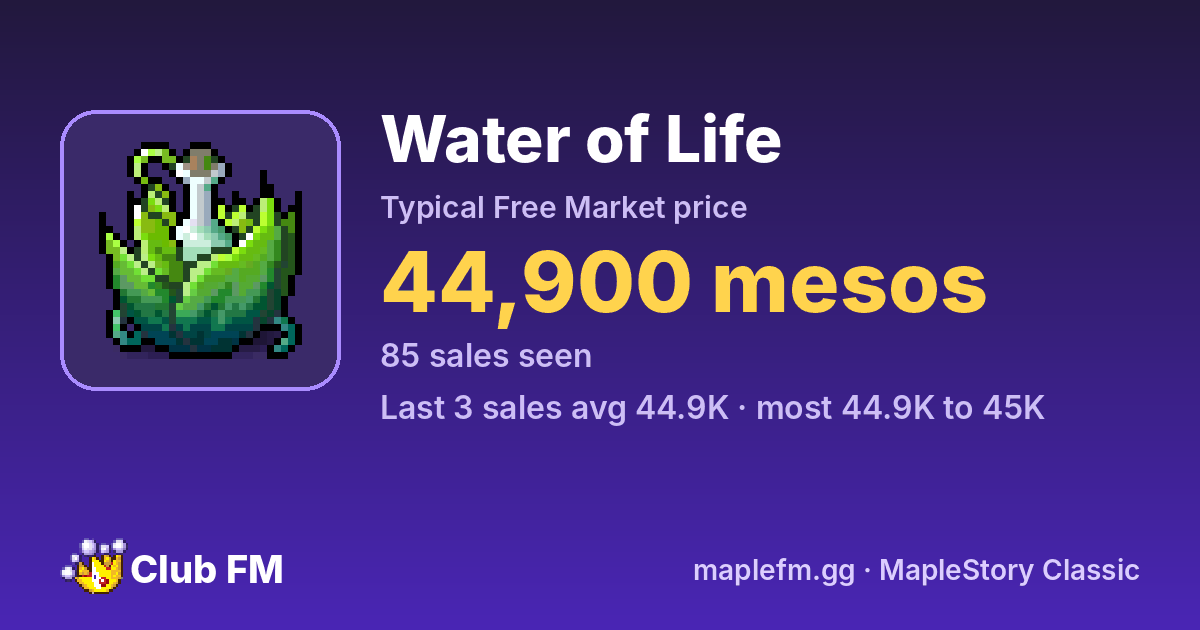 Water of Life
Typical Free Market price
44,900 mesos
85 sales seen
Last 3 sales avg 44.9K · most 44.9K to 45K
Club FM
maplefm.gg · MapleStory Classic